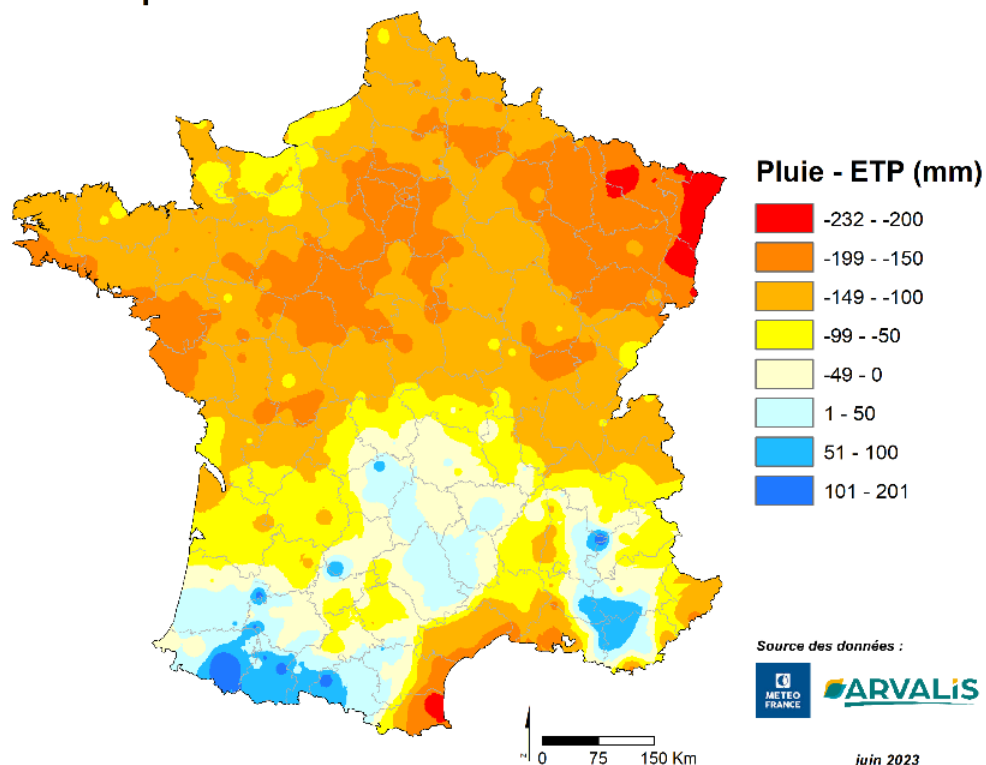 Pluie - ETP (mm)
-232 - -200
-199 - -150
-149 - -100
-99 - -50
-49 - 0
1 - 50
51 - 100
101 - 201
Source des données :
METEO
FRANCE
ARVALIS
0 75 150 Km
juin 2023